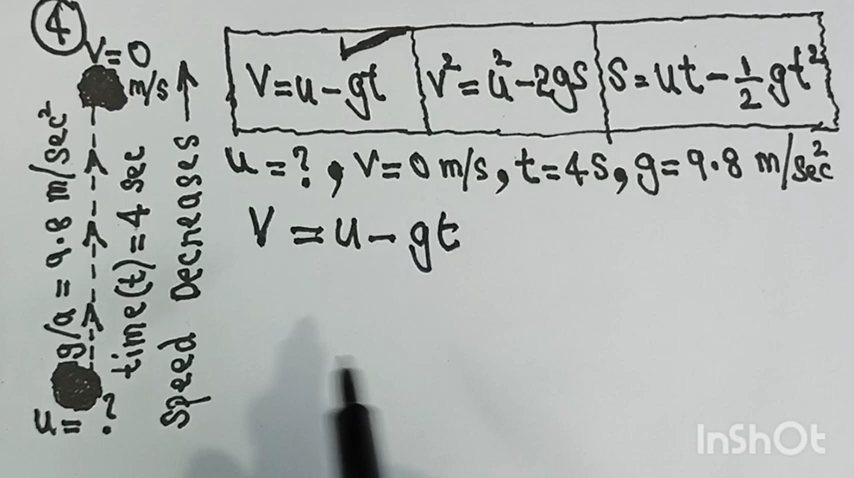 4
V=0
m/s
V=u-gt
V²=u²-2gs
S=ut-½gt²
u=?, V=0 m/s, t=4s, g=9.8 m/sec²
V=u-gt
g/a=9.8 m/sec²
time(t)=4 sec
Speed Decreases
u=?
InShOt